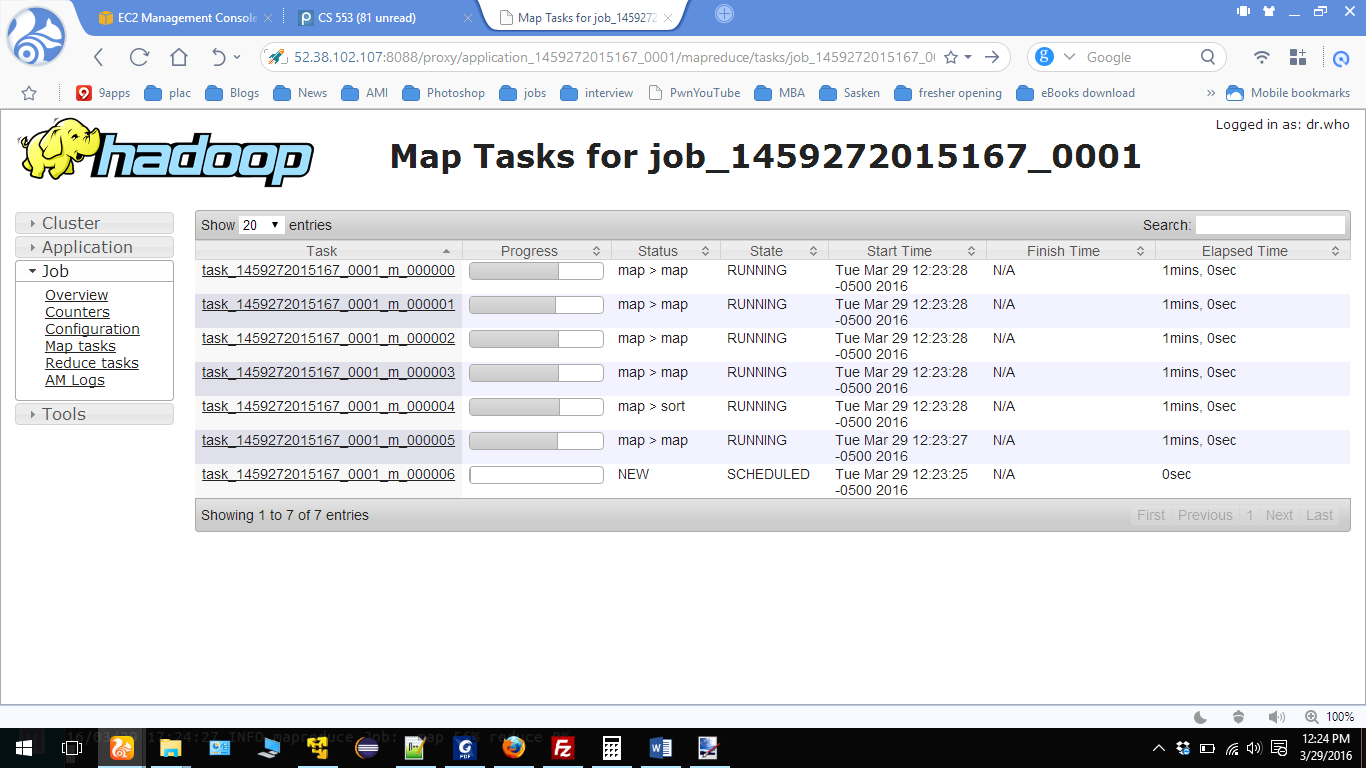 EC2 Management Console
CS 553 (81 unread)
Map Tasks for job_145927
52.38.102.107:8088/proxy/application_1459272015167_0001/mapreduce/tasks/job_1459272015167_00
g Google
9apps plac Blogs News AMI Photoshop jobs interview PwnYouTube MBA Sasken fresher opening eBooks download » Mobile bookmarks
Logged in as: dr.who
hadoop
Map Tasks for job_1459272015167_0001
Cluster
Application
Job
Overview
Counters
Configuration
Map tasks
Reduce tasks
AM Logs
Tools
Show 20 entries Search:
Task Progress Status State Start Time Finish Time Elapsed Time
task_1459272015167_0001_m_000000 map > map RUNNING Tue Mar 29 12:23:28 N/A 1mins, 0sec
-0500 2016
task_1459272015167_0001_m_000001 map > map RUNNING Tue Mar 29 12:23:28 N/A 1mins, 0sec
-0500 2016
task_1459272015167_0001_m_000002 map > map RUNNING Tue Mar 29 12:23:28 N/A 1mins, 0sec
-0500 2016
task_1459272015167_0001_m_000003 map > map RUNNING Tue Mar 29 12:23:28 N/A 1mins, 0sec
-0500 2016
task_1459272015167_0001_m_000004 map > sort RUNNING Tue Mar 29 12:23:28 N/A 1mins, 0sec
-0500 2016
task_1459272015167_0001_m_000005 map > map RUNNING Tue Mar 29 12:23:27 N/A 1mins, 0sec
-0500 2016
task_1459272015167_0001_m_000006 NEW SCHEDULED Tue Mar 29 12:23:25 N/A 0sec
-0500 2016
Showing 1 to 7 of 7 entries First Previous 1 Next Last
100%
17:24:27 INFO mapreduce.Job: map reduce
12:24 PM
3/29/2016